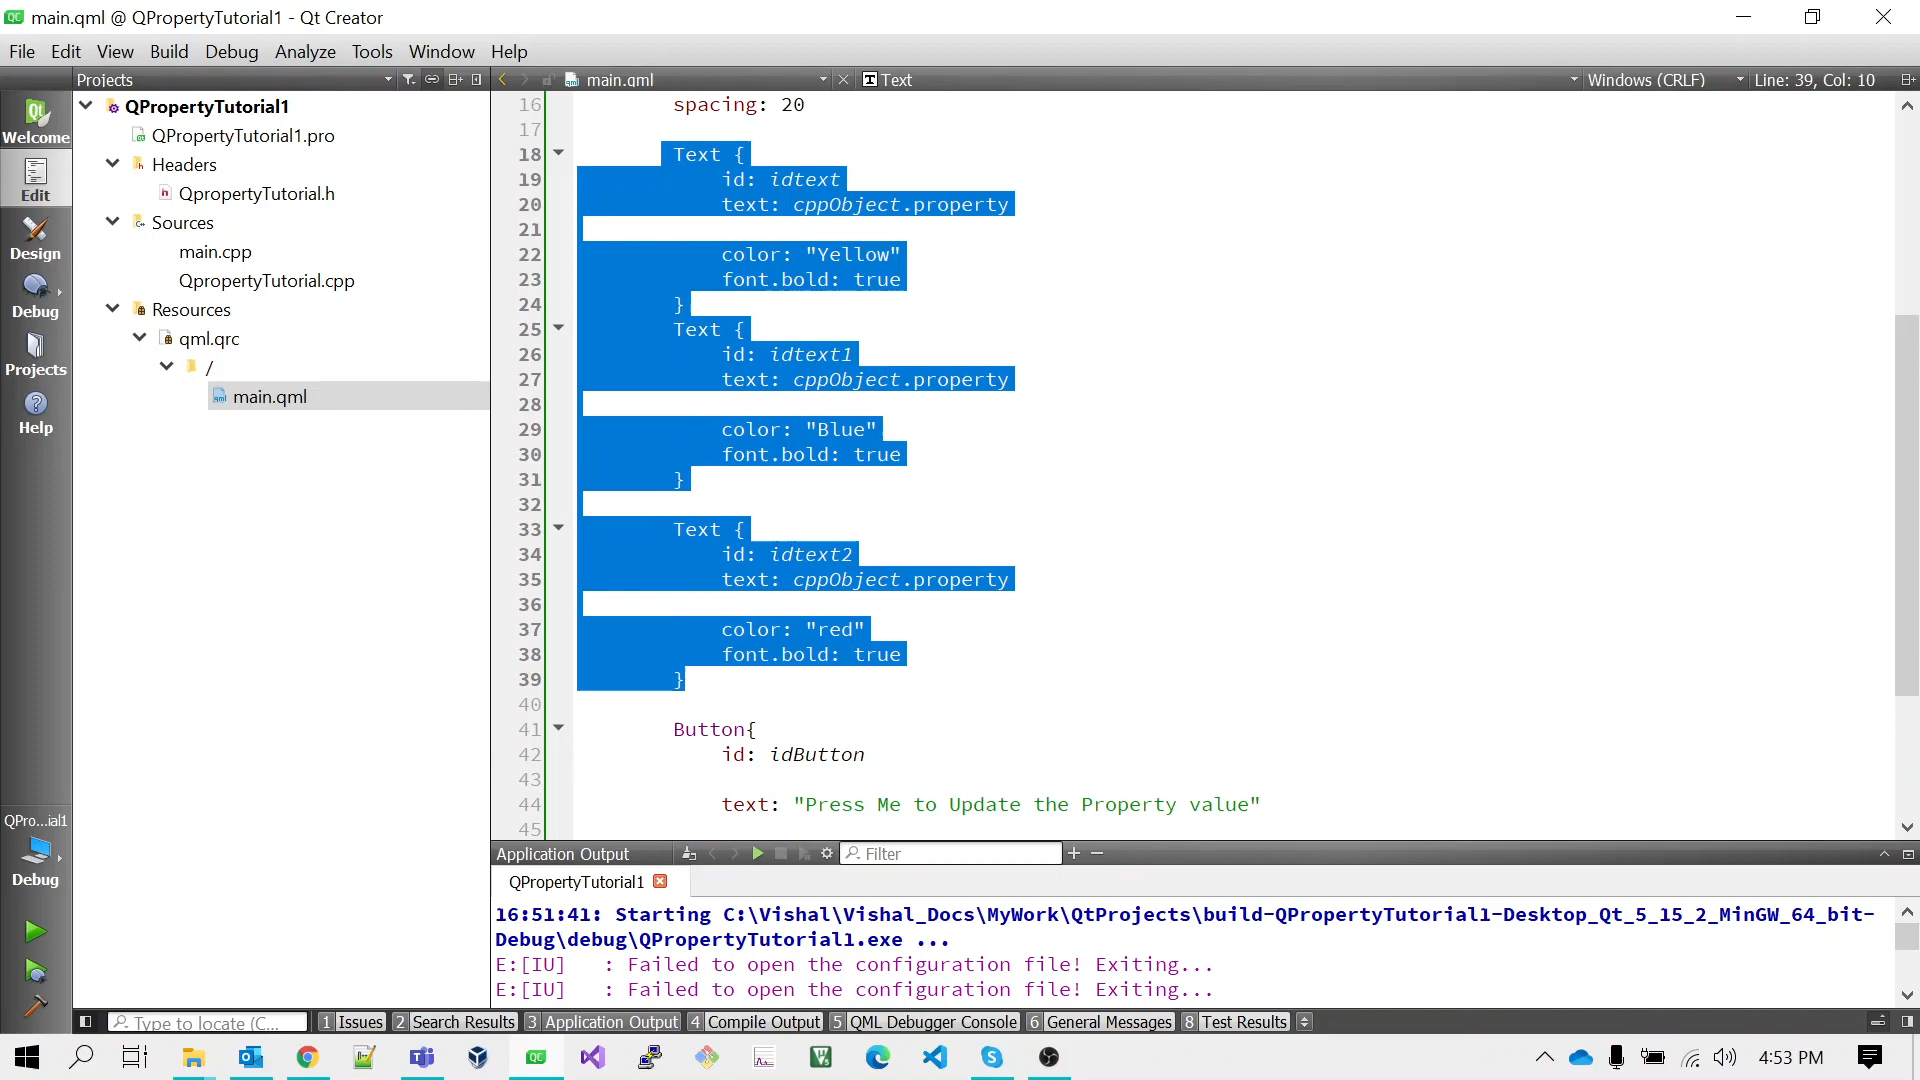 main.qml @ QPropertyTutorial1 - Qt Creator
File Edit View Build Debug Analyze Tools Window Help
Projects
main.qml
Text
Windows (CRLF)
Line: 39, Col: 10
Welcome
Edit
Design
Debug
Projects
Help
QPro...ial1
Debug
QPropertyTutorial1
QPropertyTutorial1.pro
Headers
QpropertyTutorial.h
Sources
main.cpp
QpropertyTutorial.cpp
Resources
qml.qrc
/
main.qml
16 spacing: 20
17
18 Text {
19 id: idtext
20 text: cppObject.property
21
22 color: "Yellow"
23 font.bold: true
24 }
25 Text {
26 id: idtext1
27 text: cppObject.property
28
29 color: "Blue"
30 font.bold: true
31 }
32
33 Text {
34 id: idtext2
35 text: cppObject.property
36
37 color: "red"
38 font.bold: true
39 }
40
41 Button{
42 id: idButton
43
44 text: "Press Me to Update the Property value"
45
Application Output
Filter
QPropertyTutorial1
16:51:41: Starting C:\Vishal\Vishal_Docs\MyWork\QtProjects\build-QPropertyTutorial1-Desktop_Qt_5_15_2_MinGW_64_bit-
Debug\debug\QPropertyTutorial1.exe ...
E:[IU]   : Failed to open the configuration file! Exiting...
E:[IU]   : Failed to open the configuration file! Exiting...
Type to locate (C...
1 Issues 2 Search Results 3 Application Output 4 Compile Output 5 QML Debugger Console 6 General Messages 8 Test Results
4:53 PM